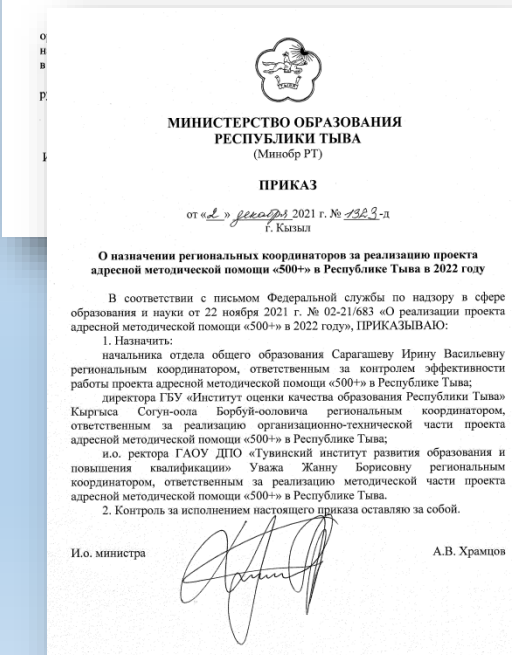 МИНИСТЕРСТВО ОБРАЗОВАНИЯ
РЕСПУБЛИКИ ТЫВА
(Минобр РТ)
ПРИКАЗ
от «2» декабря 2021 г. № 1323-д
г. Кызыл
О назначении региональных координаторов за реализацию проекта
адресной методической помощи «500+» в Республике Тыва в 2022 году
В соответствии с письмом Федеральной службы по надзору в сфере
образования и науки от 22 ноября 2021 г. № 02-21/683 «О реализации проекта
адресной методической помощи «500+» в 2022 году», ПРИКАЗЫВАЮ:
1. Назначить:
начальника отдела общего образования Сарагашеву Ирину Васильевну
региональным координатором, ответственным за контролем эффективности
работы проекта адресной методической помощи «500+» в Республике Тыва;
директора ГБУ «Институт оценки качества образования Республики Тыва»
Кыргыса Согун-оола Борбуй-ооловича региональным координатором,
ответственным за реализацию организационно-технической части проекта
адресной методической помощи «500+» в Республике Тыва;
и.о. ректора ГАОУ ДПО «Тувинский институт развития образования и
повышения квалификации» Уважа Жанну Борисовну региональным
координатором, ответственным за реализацию методической части проекта
адресной методической помощи «500+» в Республике Тыва.
2. Контроль за исполнением настоящего приказа оставляю за собой.
И.о. министра А.В. Храмцов